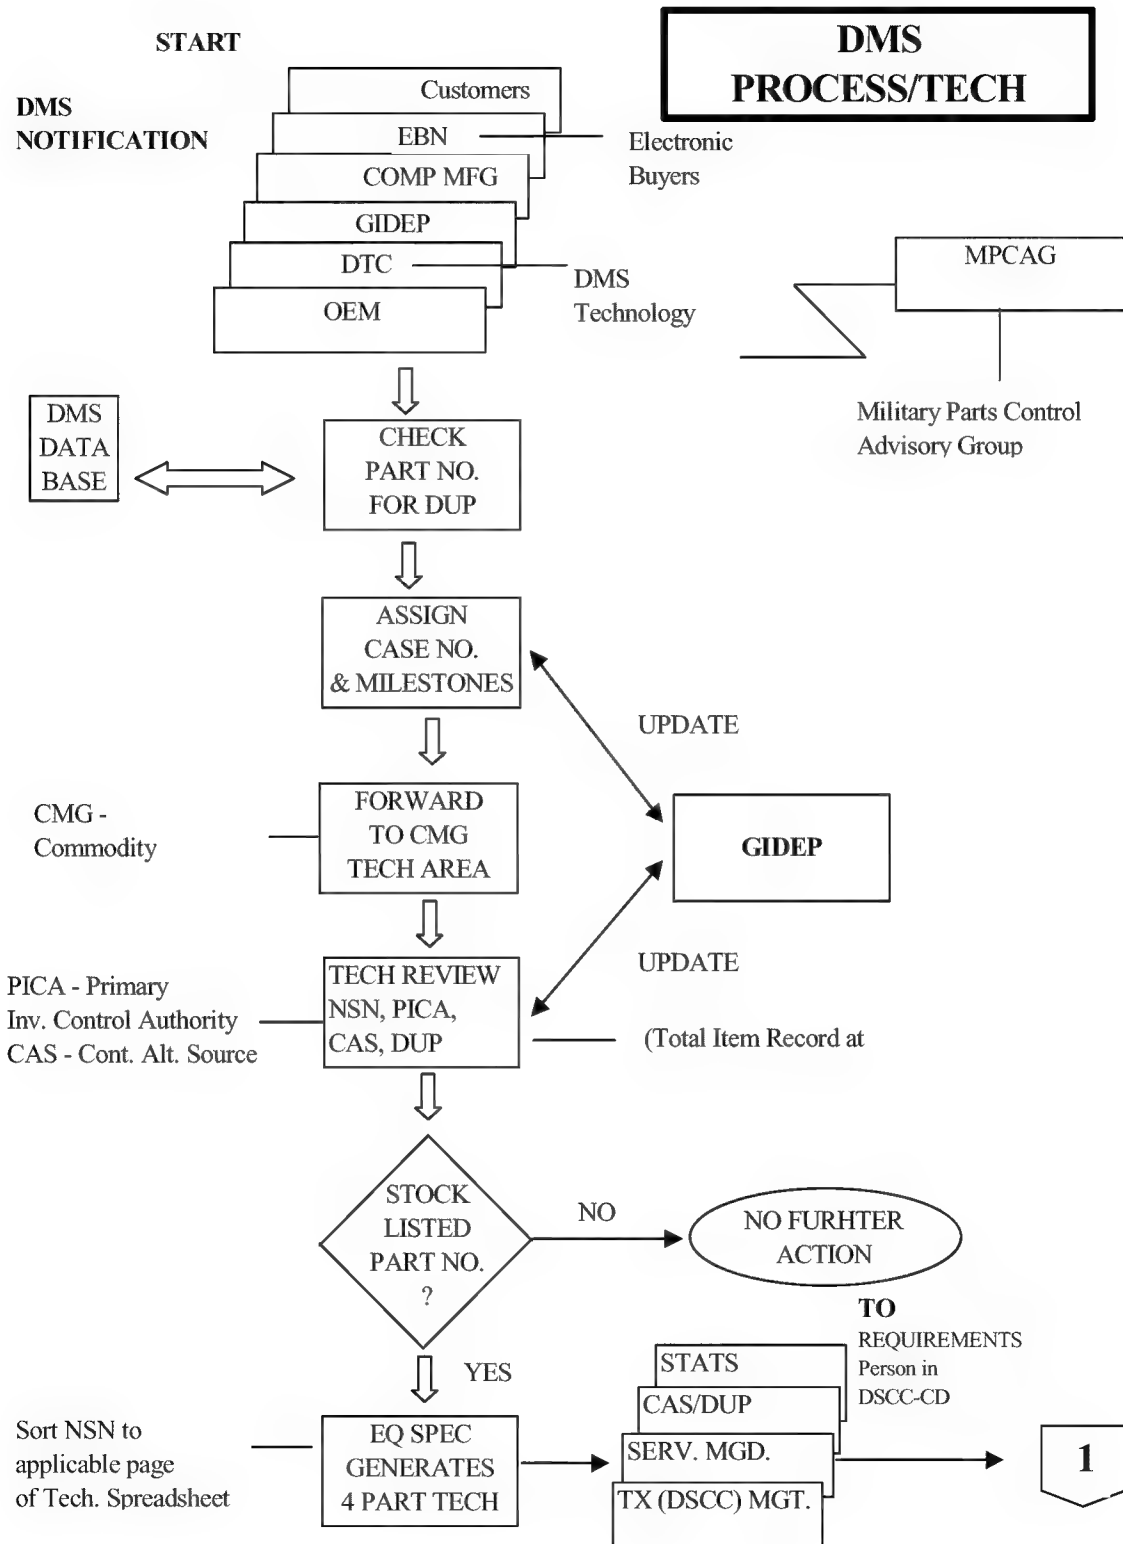 START
DMS
PROCESS/TECH
DMS
NOTIFICATION
Customers
EBN
Electronic
Buyers
COMP MFG
GIDEP
DTC
DMS
Technology
OEM
MPCAG
Military Parts Control
Advisory Group
DMS
DATA
BASE
CHECK
PART NO.
FOR DUP
ASSIGN
CASE NO.
& MILESTONES
UPDATE
CMG -
Commodity
FORWARD
TO CMG
TECH AREA
GIDEP
UPDATE
PICA - Primary
Inv. Control Authority
CAS - Cont. Alt. Source
TECH REVIEW
NSN, PICA,
CAS, DUP
(Total Item Record at
STOCK
LISTED
PART NO.
?
NO
NO FURHTER
ACTION
YES
TO
REQUIREMENTS
Person in
DSCC-CD
STATS
CAS/DUP
SERV. MGD.
TX (DSCC) MGT.
Sort NSN to
applicable page
of Tech. Spreadsheet
EQ SPEC
GENERATES
4 PART TECH
1